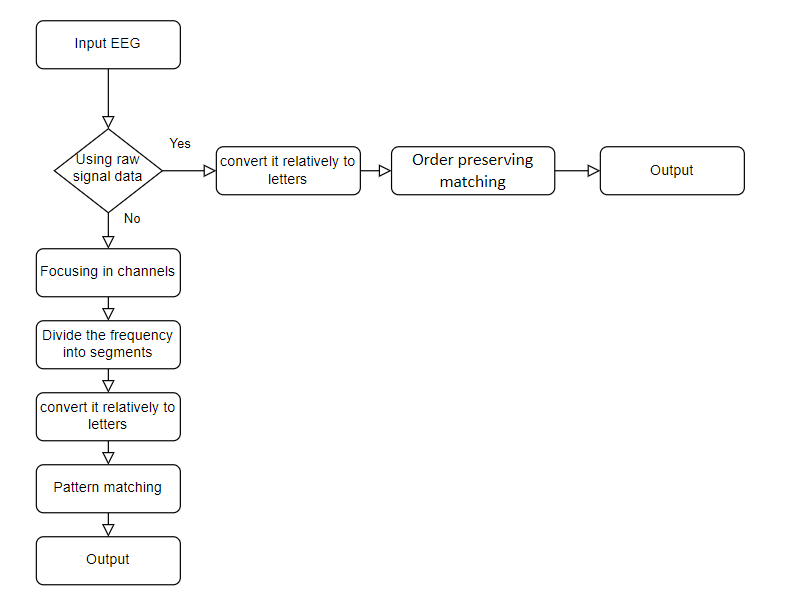 Input EEG
Using raw
signal data
Yes
convert it relatively to
letters
Order preserving
matching
Output
No
Focusing in channels
Divide the frequency
into segments
convert it relatively to
letters
Pattern matching
Output